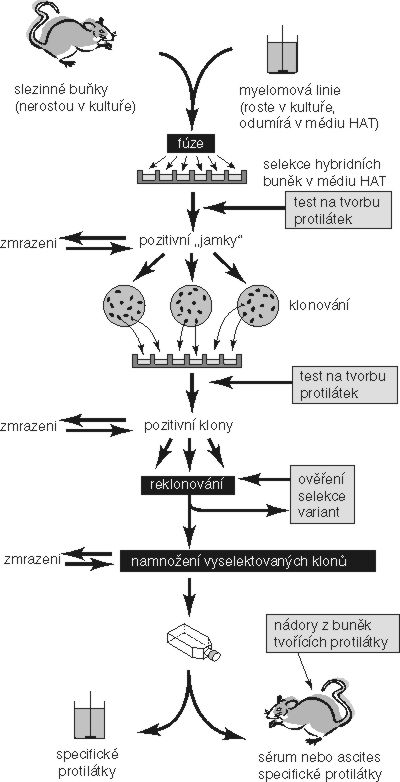 slezinné buňky
(nerostou v kultuře)
myelomová linie
(roste v kultuře,
odumírá v médiu HAT)
fúze
selekce hybridních
buněk v médiu HAT
test na tvorbu
protilátek
zmrazení
pozitivní „jamky“
klonování
test na tvorbu
protilátek
zmrazení
pozitivní klony
reklonování
ověření
selekce
variant
zmrazení
namnožení vyselektovaných klonů
nádory z buněk
tvořících protilátky
specifické
protilátky
sérum nebo ascites
specifické protilátky